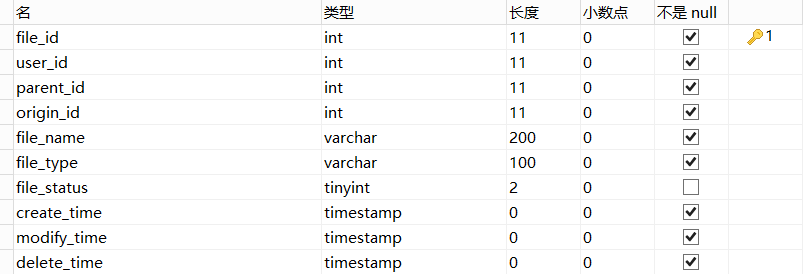 名 类型 长度 小数点 不是 null
file_id int 11 0 1
user_id int 11 0
parent_id int 11 0
origin_id int 11 0
file_name varchar 200 0
file_type varchar 100 0
file_status tinyint 2 0
create_time timestamp 0 0
modify_time timestamp 0 0
delete_time timestamp 0 0